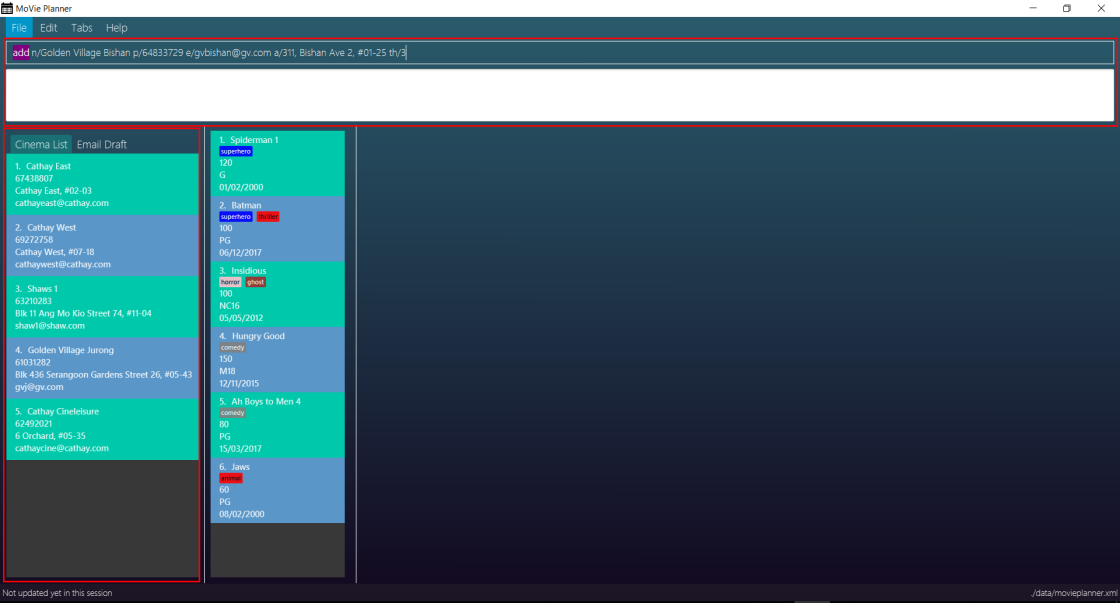 MoVie Planner
File Edit Tabs Help
add n/Golden Village Bishan p/64833729 e/gvbishan@gv.com a/311, Bishan Ave 2, #01-25 th/3
Cinema List Email Draft
1. Cathay East
67438807
Cathay East, #02-03
cathayeast@cathay.com
2. Cathay West
69272758
Cathay West, #07-18
cathaywest@cathay.com
3. Shaws 1
63210283
Blk 11 Ang Mo Kio Street 74, #11-04
shaw1@shaw.com
4. Golden Village Jurong
61031282
Blk 436 Serangoon Gardens Street 26, #05-43
gvj@gv.com
5. Cathay Cineleisure
62492021
6 Orchard, #05-35
cathaycine@cathay.com
1. Spiderman 1
superhero
120
G
01/02/2000
2. Batman
superhero thriller
100
PG
06/12/2017
3. Insidious
horror ghost
100
NC16
05/05/2012
4. Hungry Good
comedy
150
M18
12/11/2015
5. Ah Boys to Men 4
comedy
80
PG
15/03/2017
6. Jaws
animal
60
PG
08/02/2000
Not updated yet in this session
./data/movieplanner.xml